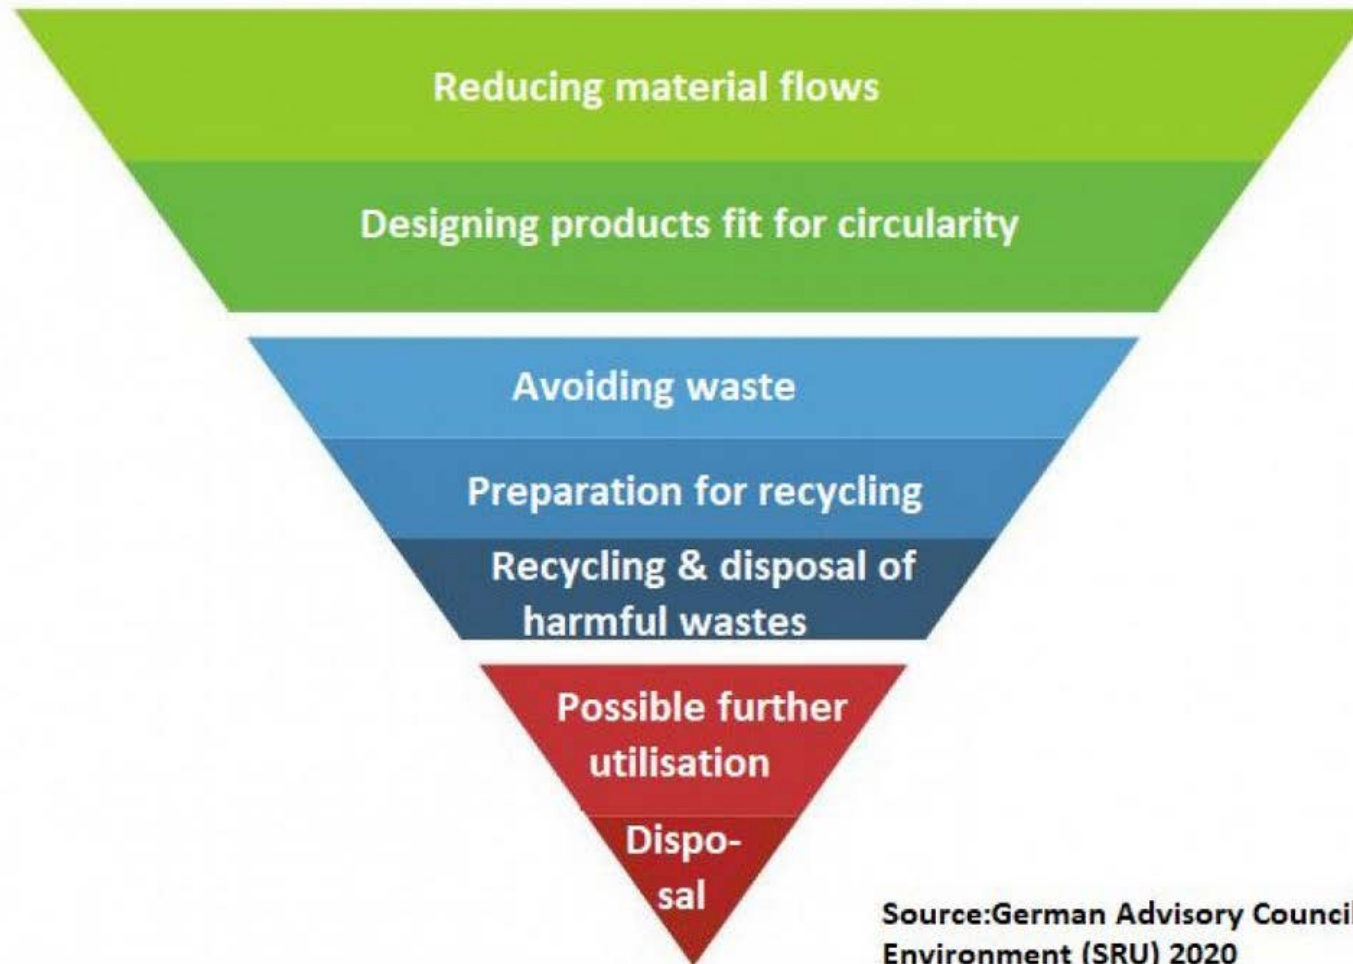 Reducing material flows
Designing products fit for circularity
Avoiding waste
Preparation for recycling
Recycling & disposal of
harmful wastes
Possible further
utilisation
Dispo-
sal
Source:German Advisory Council
Environment (SRU) 2020